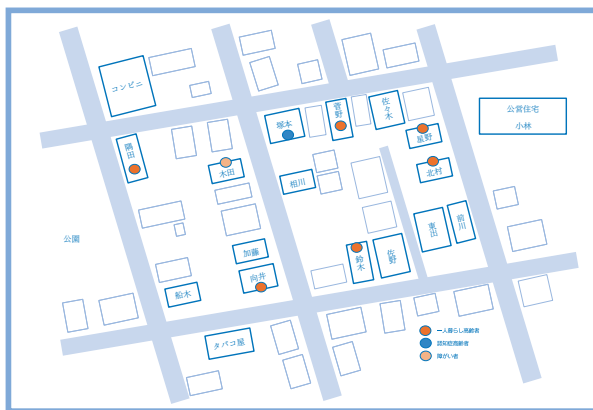 コンビニ
菅野
佐々木
公営住宅
小林
塚本
隅田
星野
木田
北村
相川
東田
前川
公園
加藤
鈴木
佐野
向井
船木
タバコ屋
一人暮らし高齢者
認知症高齢者
障がい者